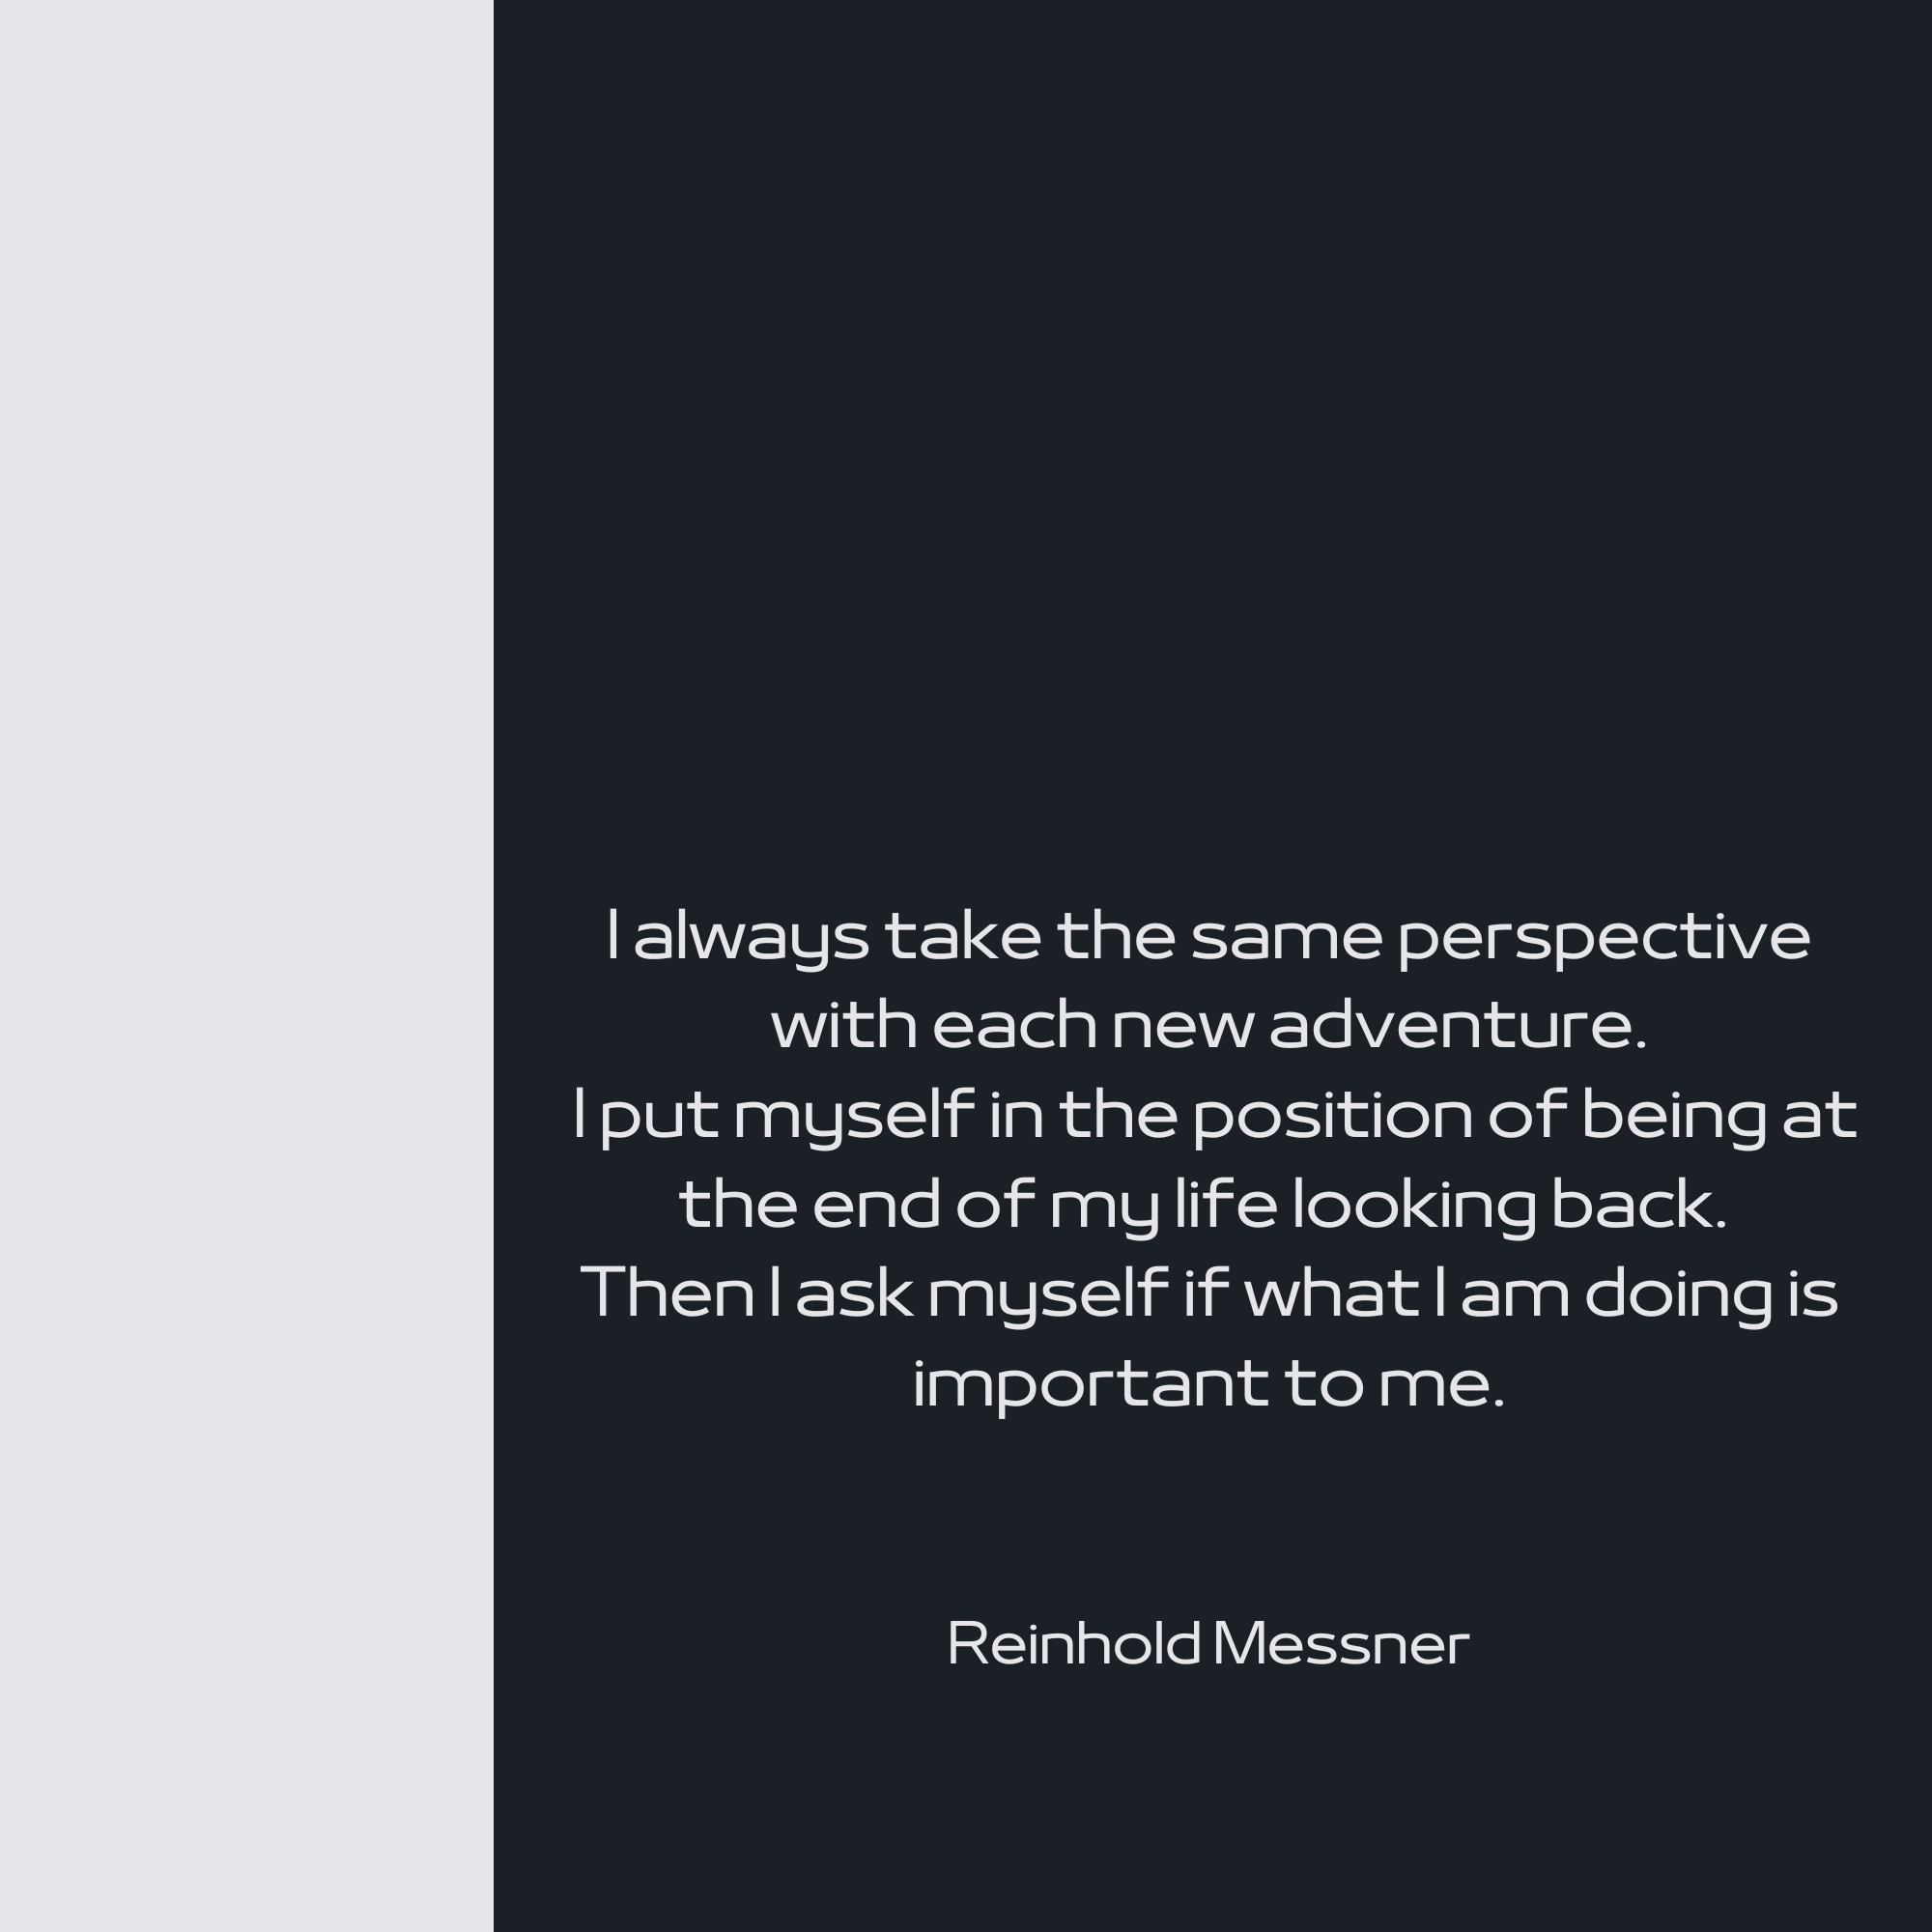 I always take the same perspective
with each new adventure.
I put myself in the position of being at
the end of my life looking back.
Then I ask myself if what I am doing is
important to me.
Reinhold Messner